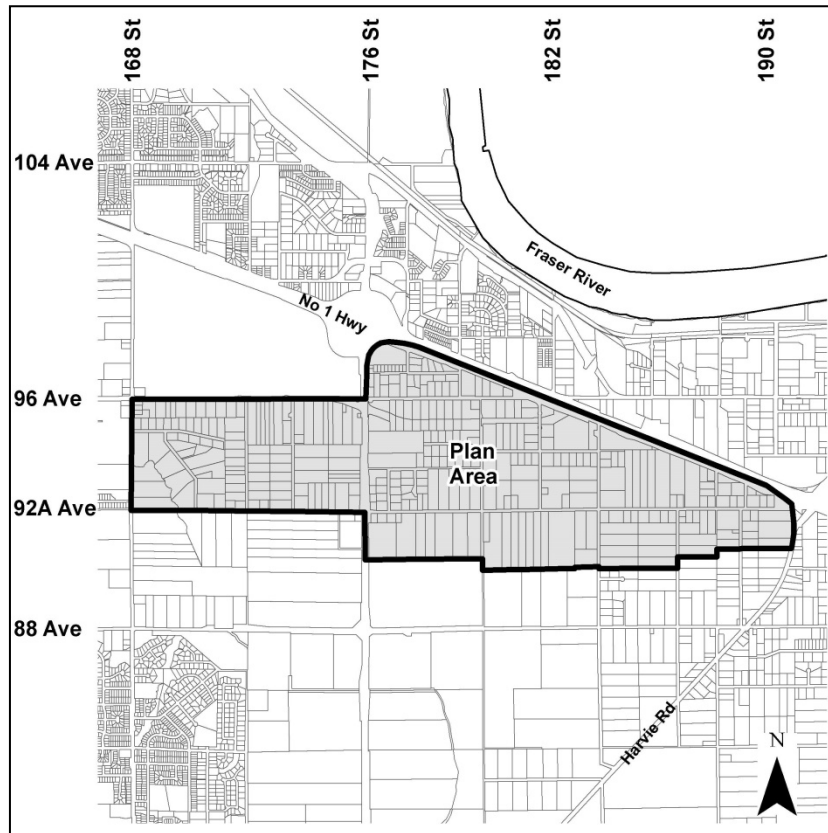 168 St
176 St
182 St
190 St
104 Ave
Fraser River
No 1 Hwy
96 Ave
Plan
Area
92A Ave
88 Ave
Harvie Rd
N